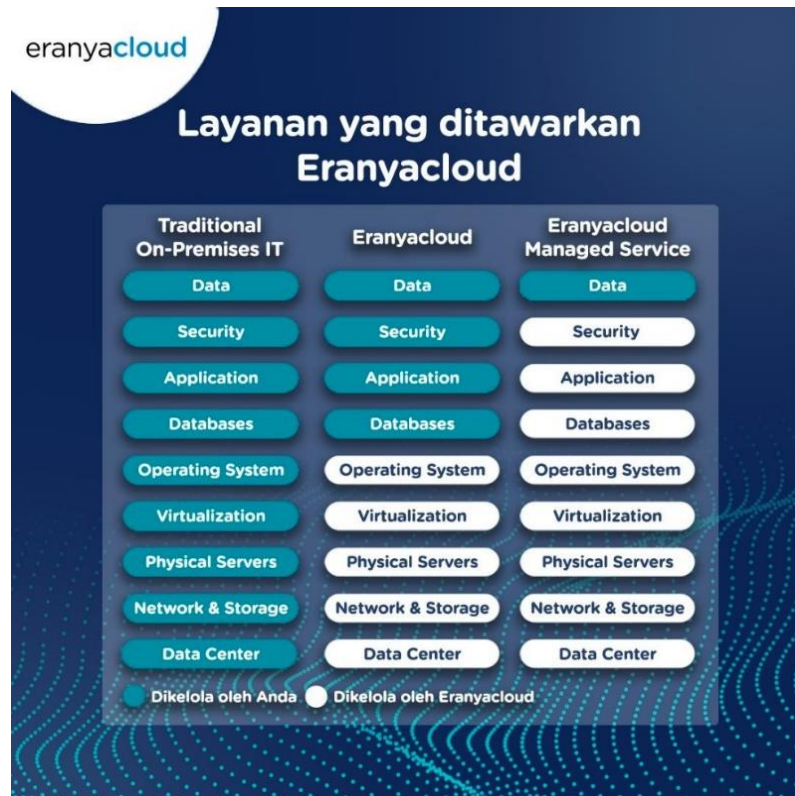 eranyacloud
Layanan yang ditawarkan
Eranyacloud
Traditional
On-Premises IT
Eranyacloud
Eranyacloud
Managed Service
Data
Data
Data
Security
Security
Security
Application
Application
Application
Databases
Databases
Databases
Operating System
Operating System
Operating System
Virtualization
Virtualization
Virtualization
Physical Servers
Physical Servers
Physical Servers
Network & Storage
Network & Storage
Network & Storage
Data Center
Data Center
Data Center
Dikelola oleh Anda
Dikelola oleh Eranyacloud